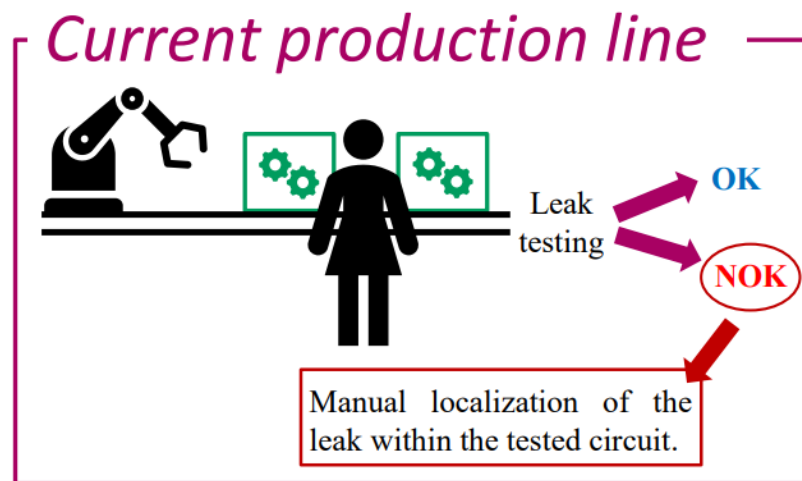 Current production line
Leak
testing
OK
NOK
Manual localization of the
leak within the tested circuit.